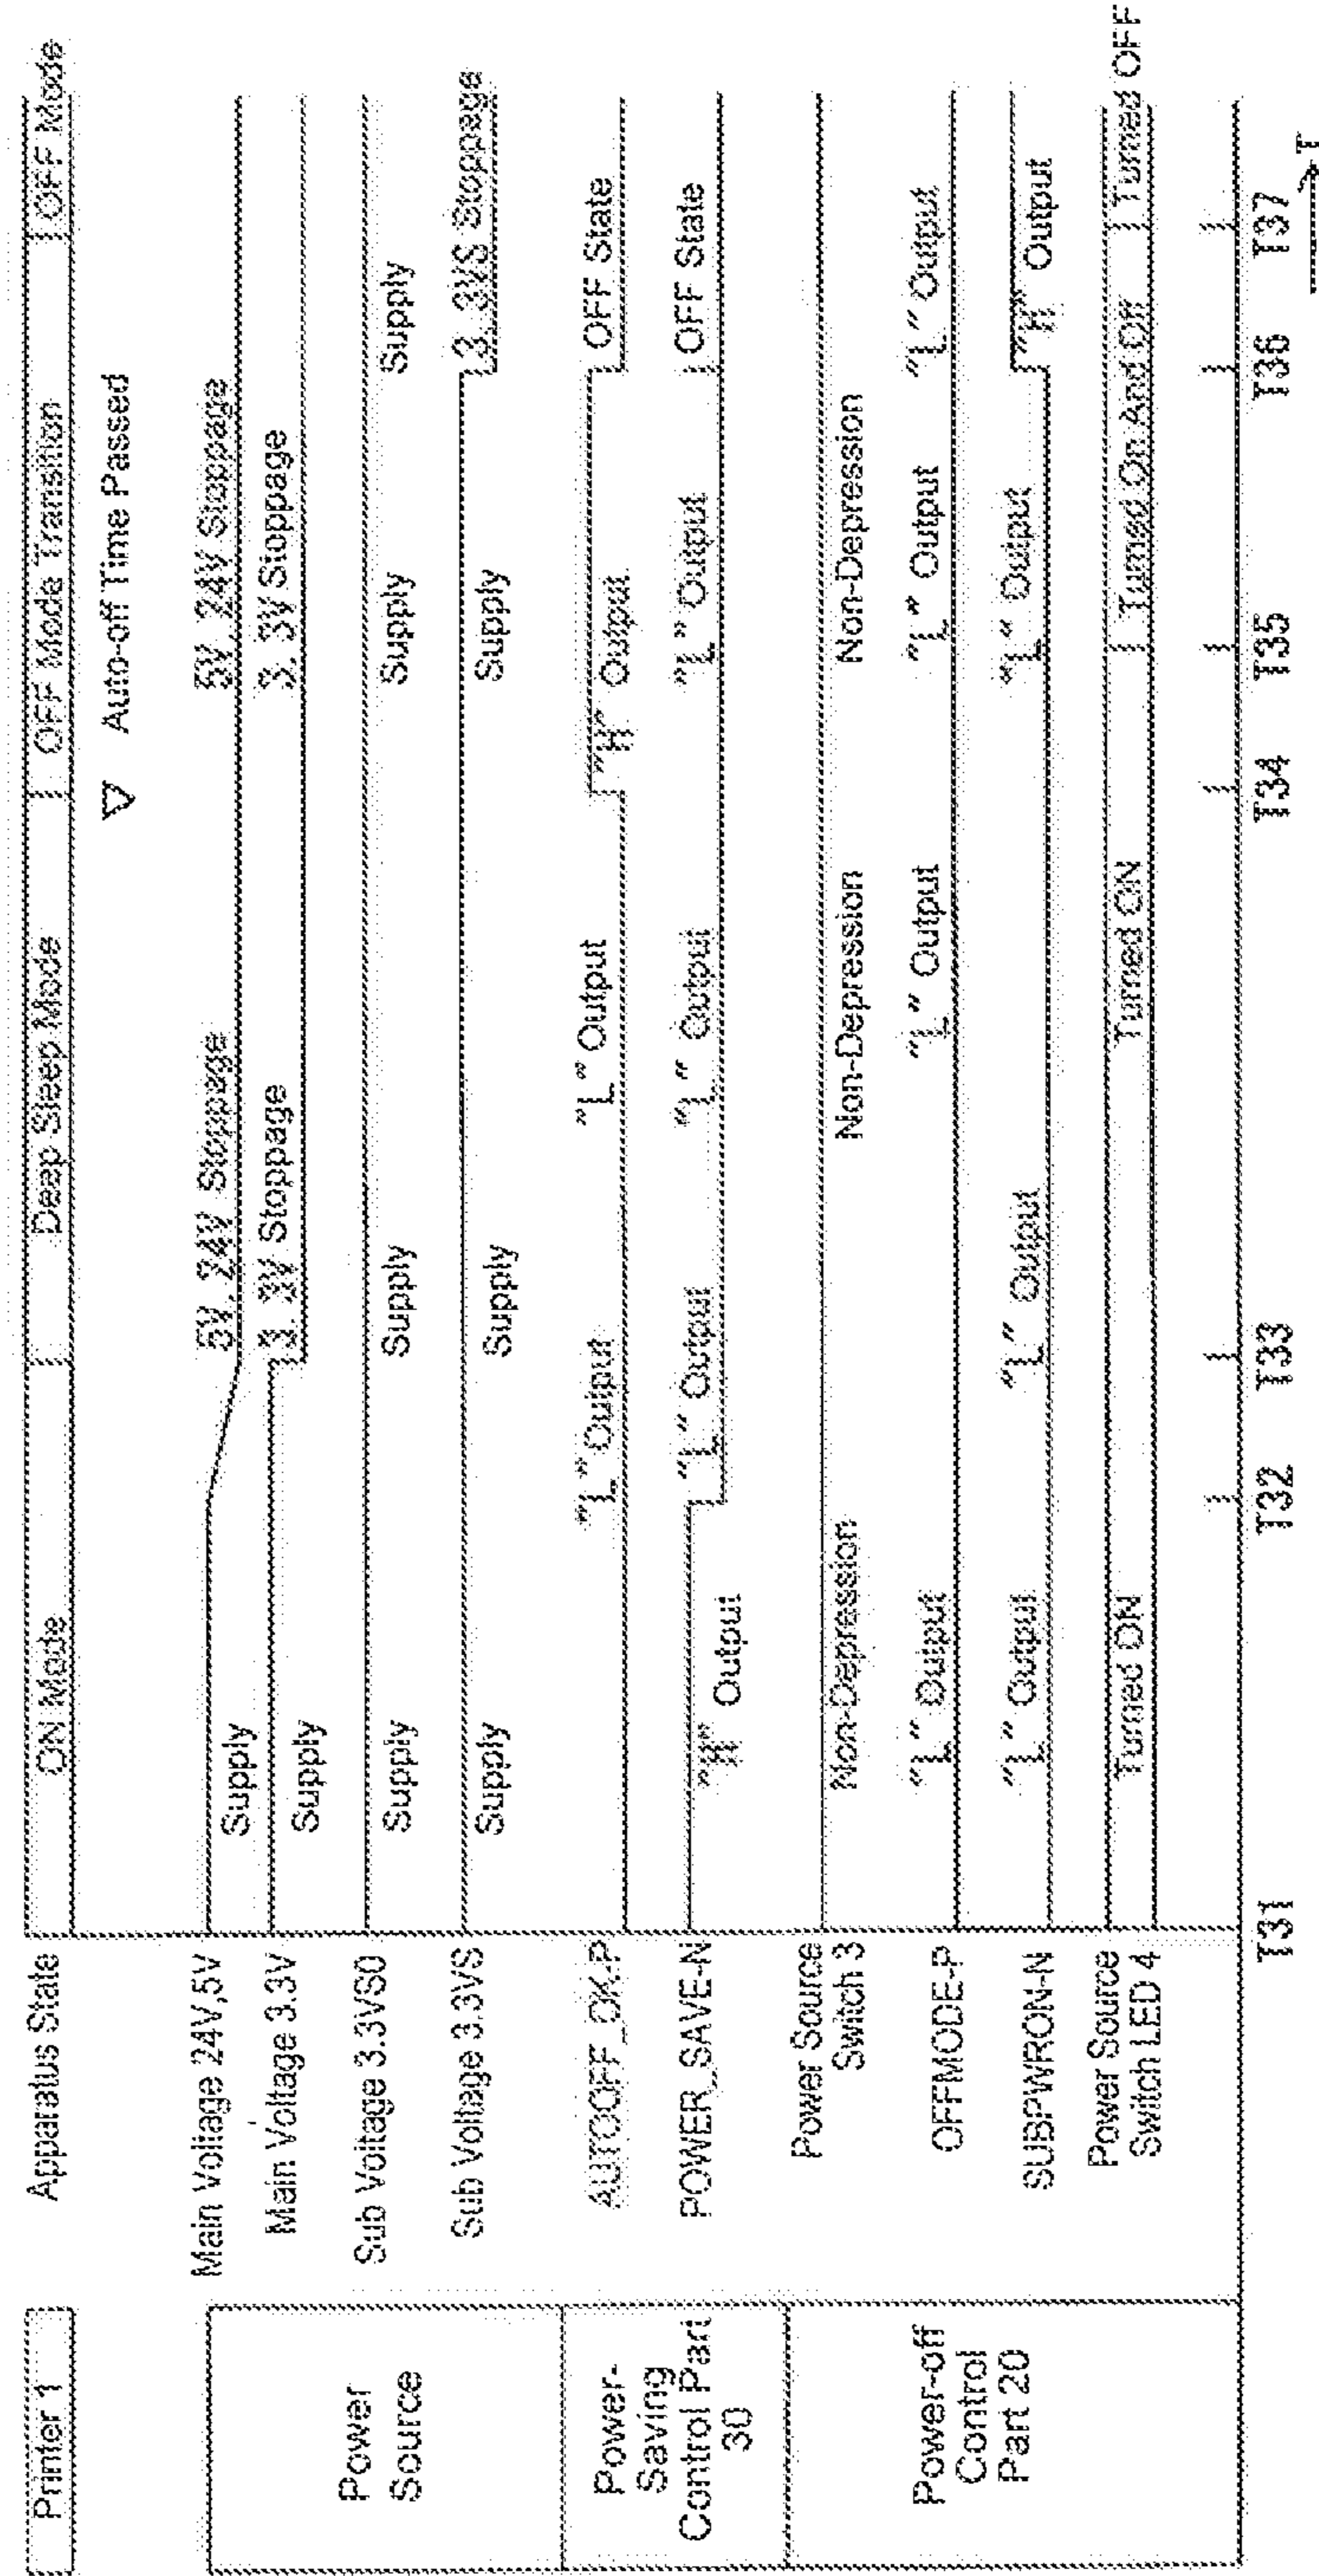 Printer 1
Apparatus State
ON Mode
Deep Sleep Mode
OFF Mode Transition
OFF Mode
Auto-off Time Passed
Power
Source
Main Voltage 24V,5V
Supply
5V, 24V Stoppage
5V, 24V Stoppage
Main Voltage 3.3V
Supply
3. 3V Stoppage
3. 3V Stoppage
Sub Voltage 3.3VS0
Supply
Supply
Supply
Supply
Sub Voltage 3.3VS
Supply
Supply
Supply
3. 3VS Stoppage
Power-
Saving
Control Part
30
AUTOOFF_OK-P
"L" Output
"L" Output
"H" Output
OFF State
POWER_SAVE-N
"H" Output
"L" Output
"L" Output
"L" Output
OFF State
Power-off
Control
Part 20
Power Source
Switch 3
Non-Depression
Non-Depression
Non-Depression
OFFMODE-P
"L" Output
"L" Output
"L" Output
"L" Output
SUBPWRON-N
"L" Output
"L" Output
"L" Output
"H" Output
Power Source
Switch LED 4
Turned ON
Turned ON
Turned On And Off
Turned OFF
T31
T32
T33
T34
T35
T36
T37
T